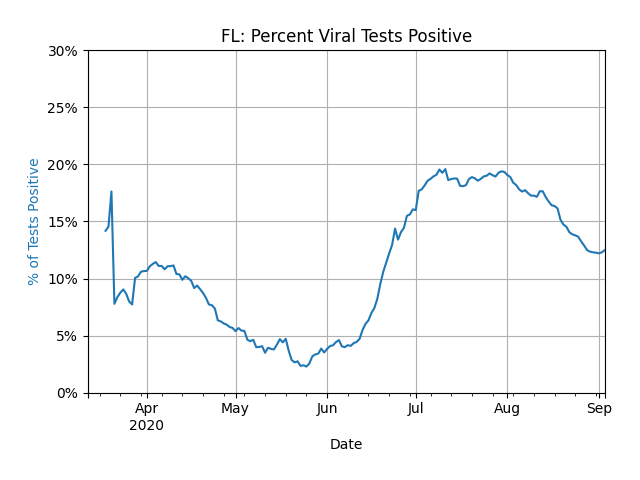 FL: Percent Viral Tests Positive
30%
25%
20%
15%
10%
5%
0%
% of Tests Positive
Apr
2020
May
Jun
Jul
Aug
Sep
Date